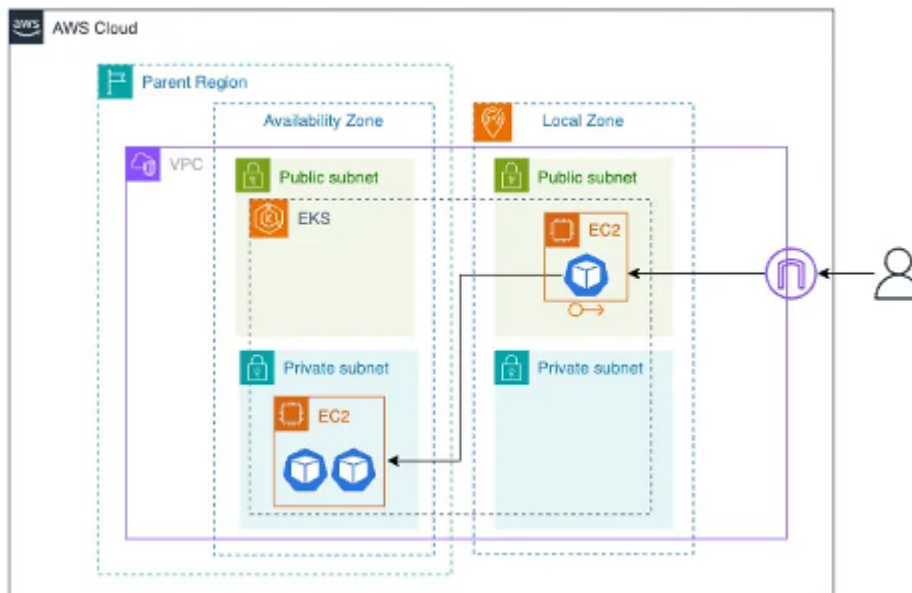 aws AWS Cloud
Parent Region
Availability Zone
Local Zone
VPC
Public subnet
Public subnet
EKS
EC2
Private subnet
Private subnet
EC2